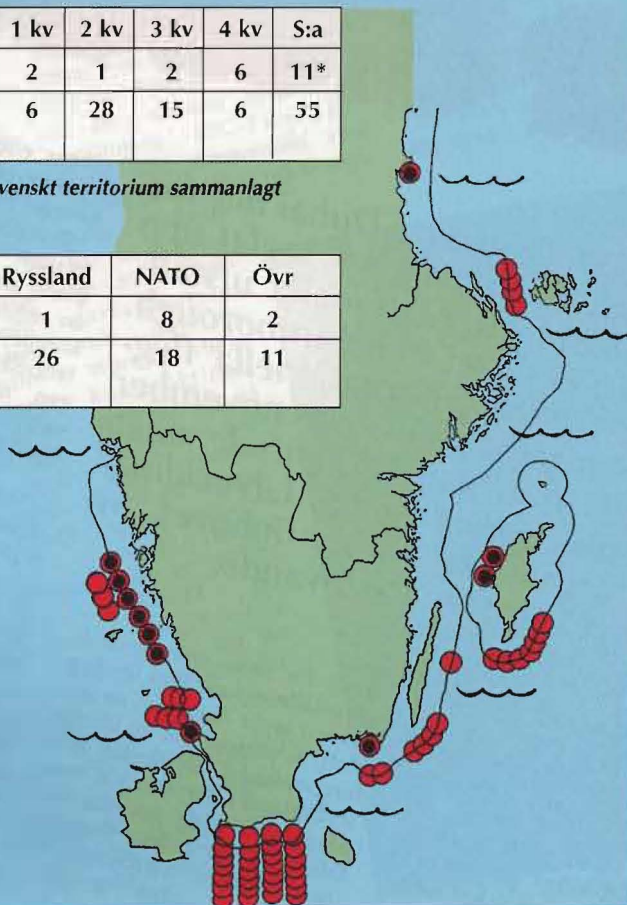 1 kv 2 kv 3 kv 4 kv S:a
2 1 2 6 11*
6 28 15 6 55
venskt territorium sammanlagt
Ryssland NATO Övr
1 8 2
26 18 11